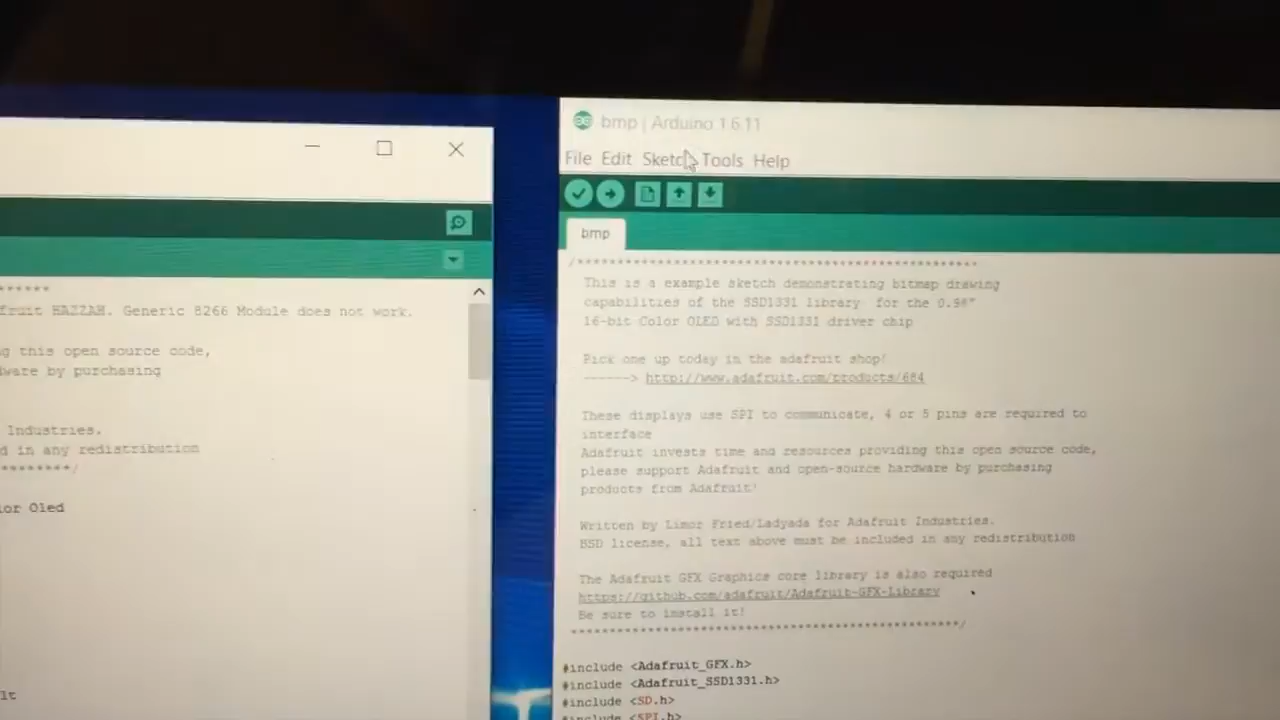 fruit HAZZAH. Generic 8266 Module does not work.
g this open source code,
ware by purchasing
Industries.
d in any redistribution
********/
or Oled
lt
bmp | Arduino 1.6.11
File Edit Sketch Tools Help
bmp
This is a example sketch demonstrating bitmap drawing
capabilities of the SSD1331 library for the 0.96"
16-bit Color OLED with SSD1331 driver chip
Pick one up today in the adafruit shop!
------> http://www.adafruit.com/products/684
These displays use SPI to communicate, 4 or 5 pins are required to
interface
Adafruit invests time and resources providing this open source code,
please support Adafruit and open-source hardware by purchasing
products from Adafruit!
Written by Limor Fried/Ladyada for Adafruit Industries.
BSD license, all text above must be included in any redistribution
The Adafruit GFX Graphics core library is also required
https://github.com/adafruit/Adafruit-GFX-Library
Be sure to install it!
#include <Adafruit_GFX.h>
#include <Adafruit_SSD1331.h>
#include <SD.h>
#include <SPI.h>